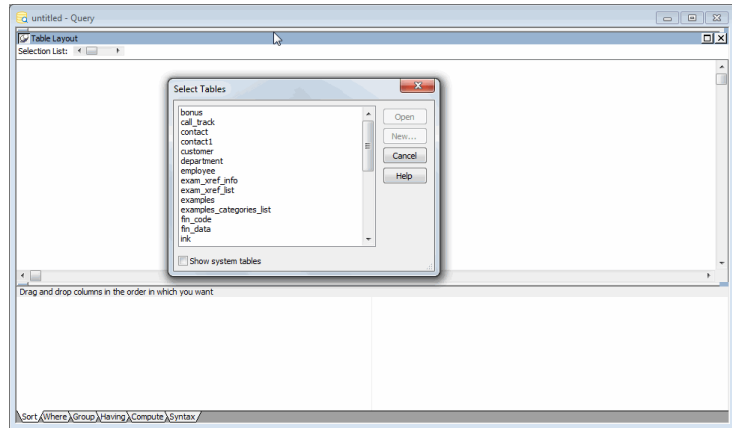 untitled - Query
Table Layout
Selection List:
Select Tables
bonus
call_track
contact
contact1
customer
department
employee
exam_xref_info
exam_xref_list
examples
examples_categories_list
fin_code
fin_data
ink
Open
New...
Cancel
Help
Show system tables
Drag and drop columns in the order in which you want
Sort Where Group Having Compute Syntax